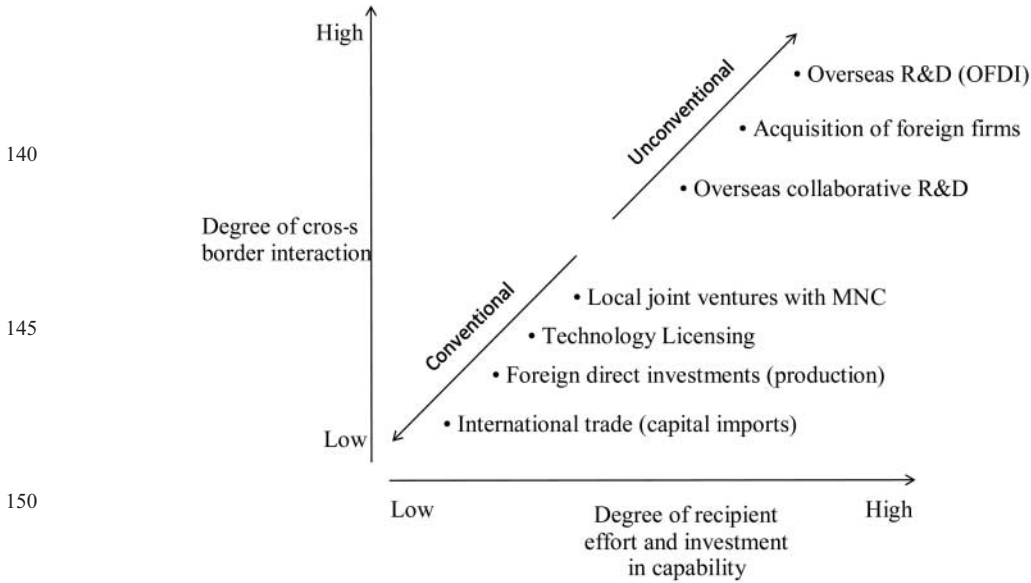 High
Unconventional
• Overseas R&D (OFDI)
• Acquisition of foreign firms
140
• Overseas collaborative R&D
Degree of cros-s
border interaction
Conventional
• Local joint ventures with MNC
145
• Technology Licensing
• Foreign direct investments (production)
• International trade (capital imports)
Low
150
Low
Degree of recipient
effort and investment
in capability
High